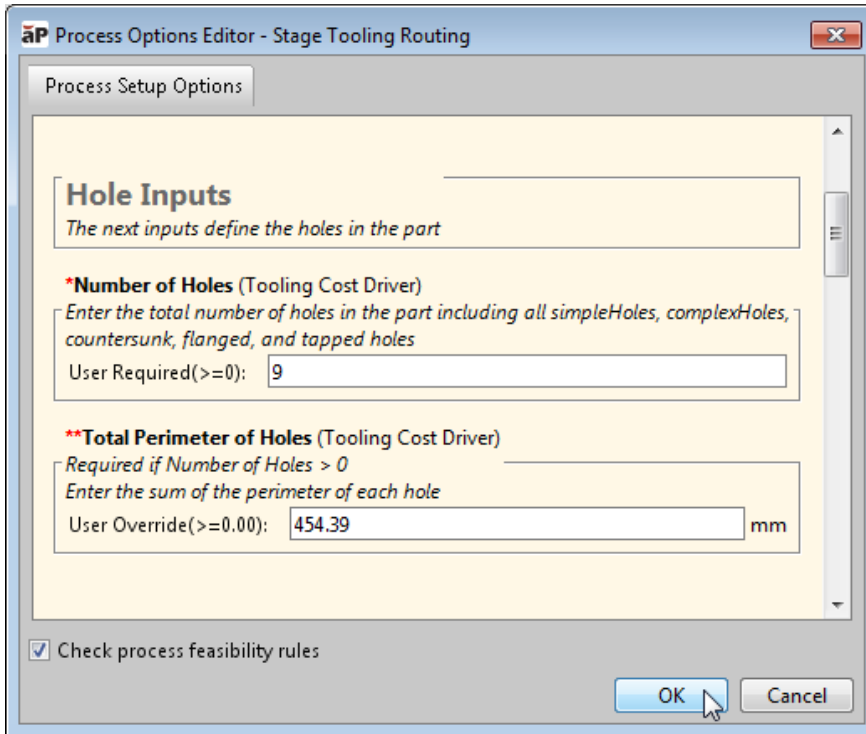 aP Process Options Editor - Stage Tooling Routing
Process Setup Options
Hole Inputs
The next inputs define the holes in the part
*Number of Holes (Tooling Cost Driver)
Enter the total number of holes in the part including all simpleHoles, complexHoles,
countersunk, flanged, and tapped holes
User Required(>=0): 9
**Total Perimeter of Holes (Tooling Cost Driver)
Required if Number of Holes > 0
Enter the sum of the perimeter of each hole
User Override(>=0.00): 454.39 mm
Check process feasibility rules
OK Cancel